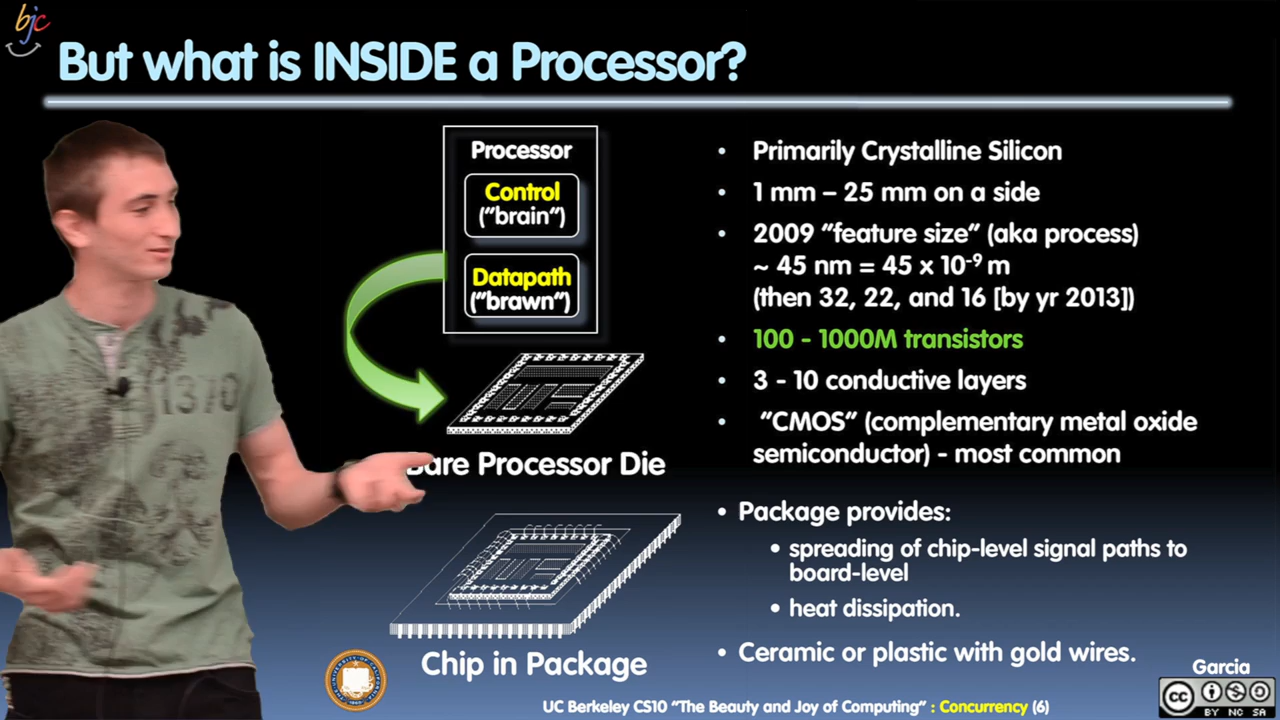 bjc
But what is INSIDE a Processor?
Processor
Control
("brain")
Datapath
("brawn")
Bare Processor Die
Chip in Package
• Primarily Crystalline Silicon
• 1 mm – 25 mm on a side
• 2009 "feature size" (aka process)
~ 45 nm = 45 x 10-9 m
(then 32, 22, and 16 [by yr 2013])
• 100 - 1000M transistors
• 3 - 10 conductive layers
• "CMOS" (complementary metal oxide
semiconductor) - most common
• Package provides:
• spreading of chip-level signal paths to
board-level
• heat dissipation.
• Ceramic or plastic with gold wires.
Garcia
UC Berkeley CS10 "The Beauty and Joy of Computing" : Concurrency (6)
cc
BY NC SA